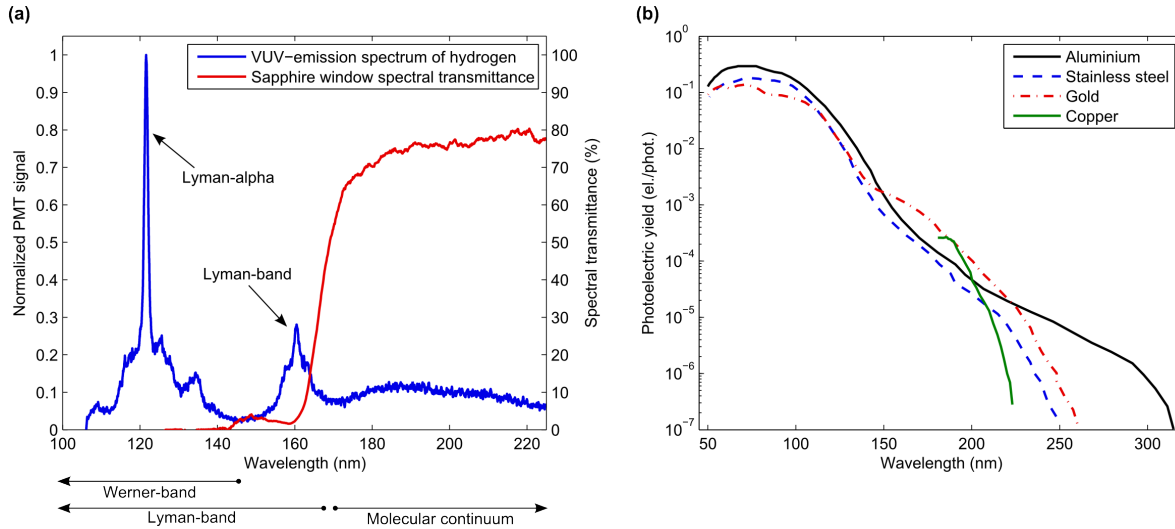 (a)
VUV−emission spectrum of hydrogen
Sapphire window spectral transmittance
Lyman-alpha
Lyman-band
Normalized PMT signal
1
0.9
0.8
0.7
0.6
0.5
0.4
0.3
0.2
0.1
0
Spectral transmittance (%)
100
90
80
70
60
50
40
30
20
10
0
100 120 140 160 180 200 220
Wavelength (nm)
Werner-band
Lyman-band
Molecular continuum
(b)
Aluminium
Stainless steel
Gold
Copper
Photoelectric yield (el./phot.)
10⁰
10⁻¹
10⁻²
10⁻³
10⁻⁴
10⁻⁵
10⁻⁶
10⁻⁷
50 100 150 200 250 300
Wavelength (nm)